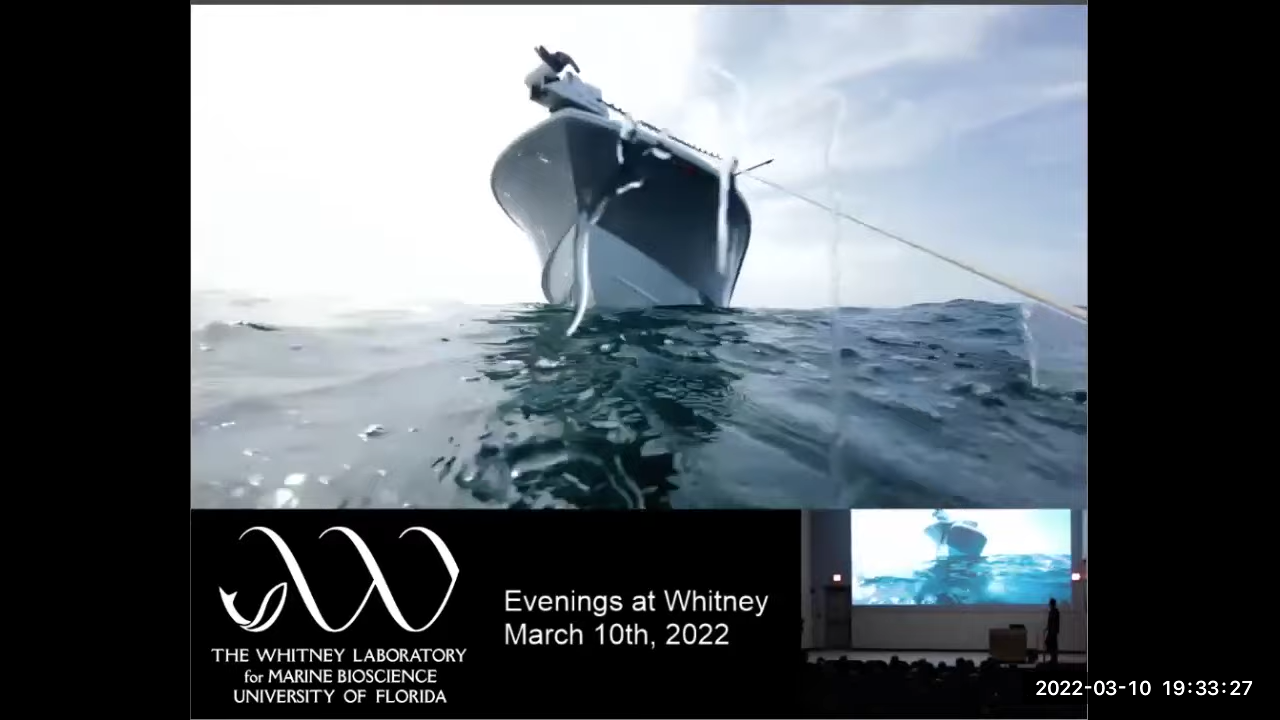 Evenings at Whitney
March 10th, 2022
THE WHITNEY LABORATORY
for MARINE BIOSCIENCE
UNIVERSITY OF FLORIDA
2022-03-10 19:33:27